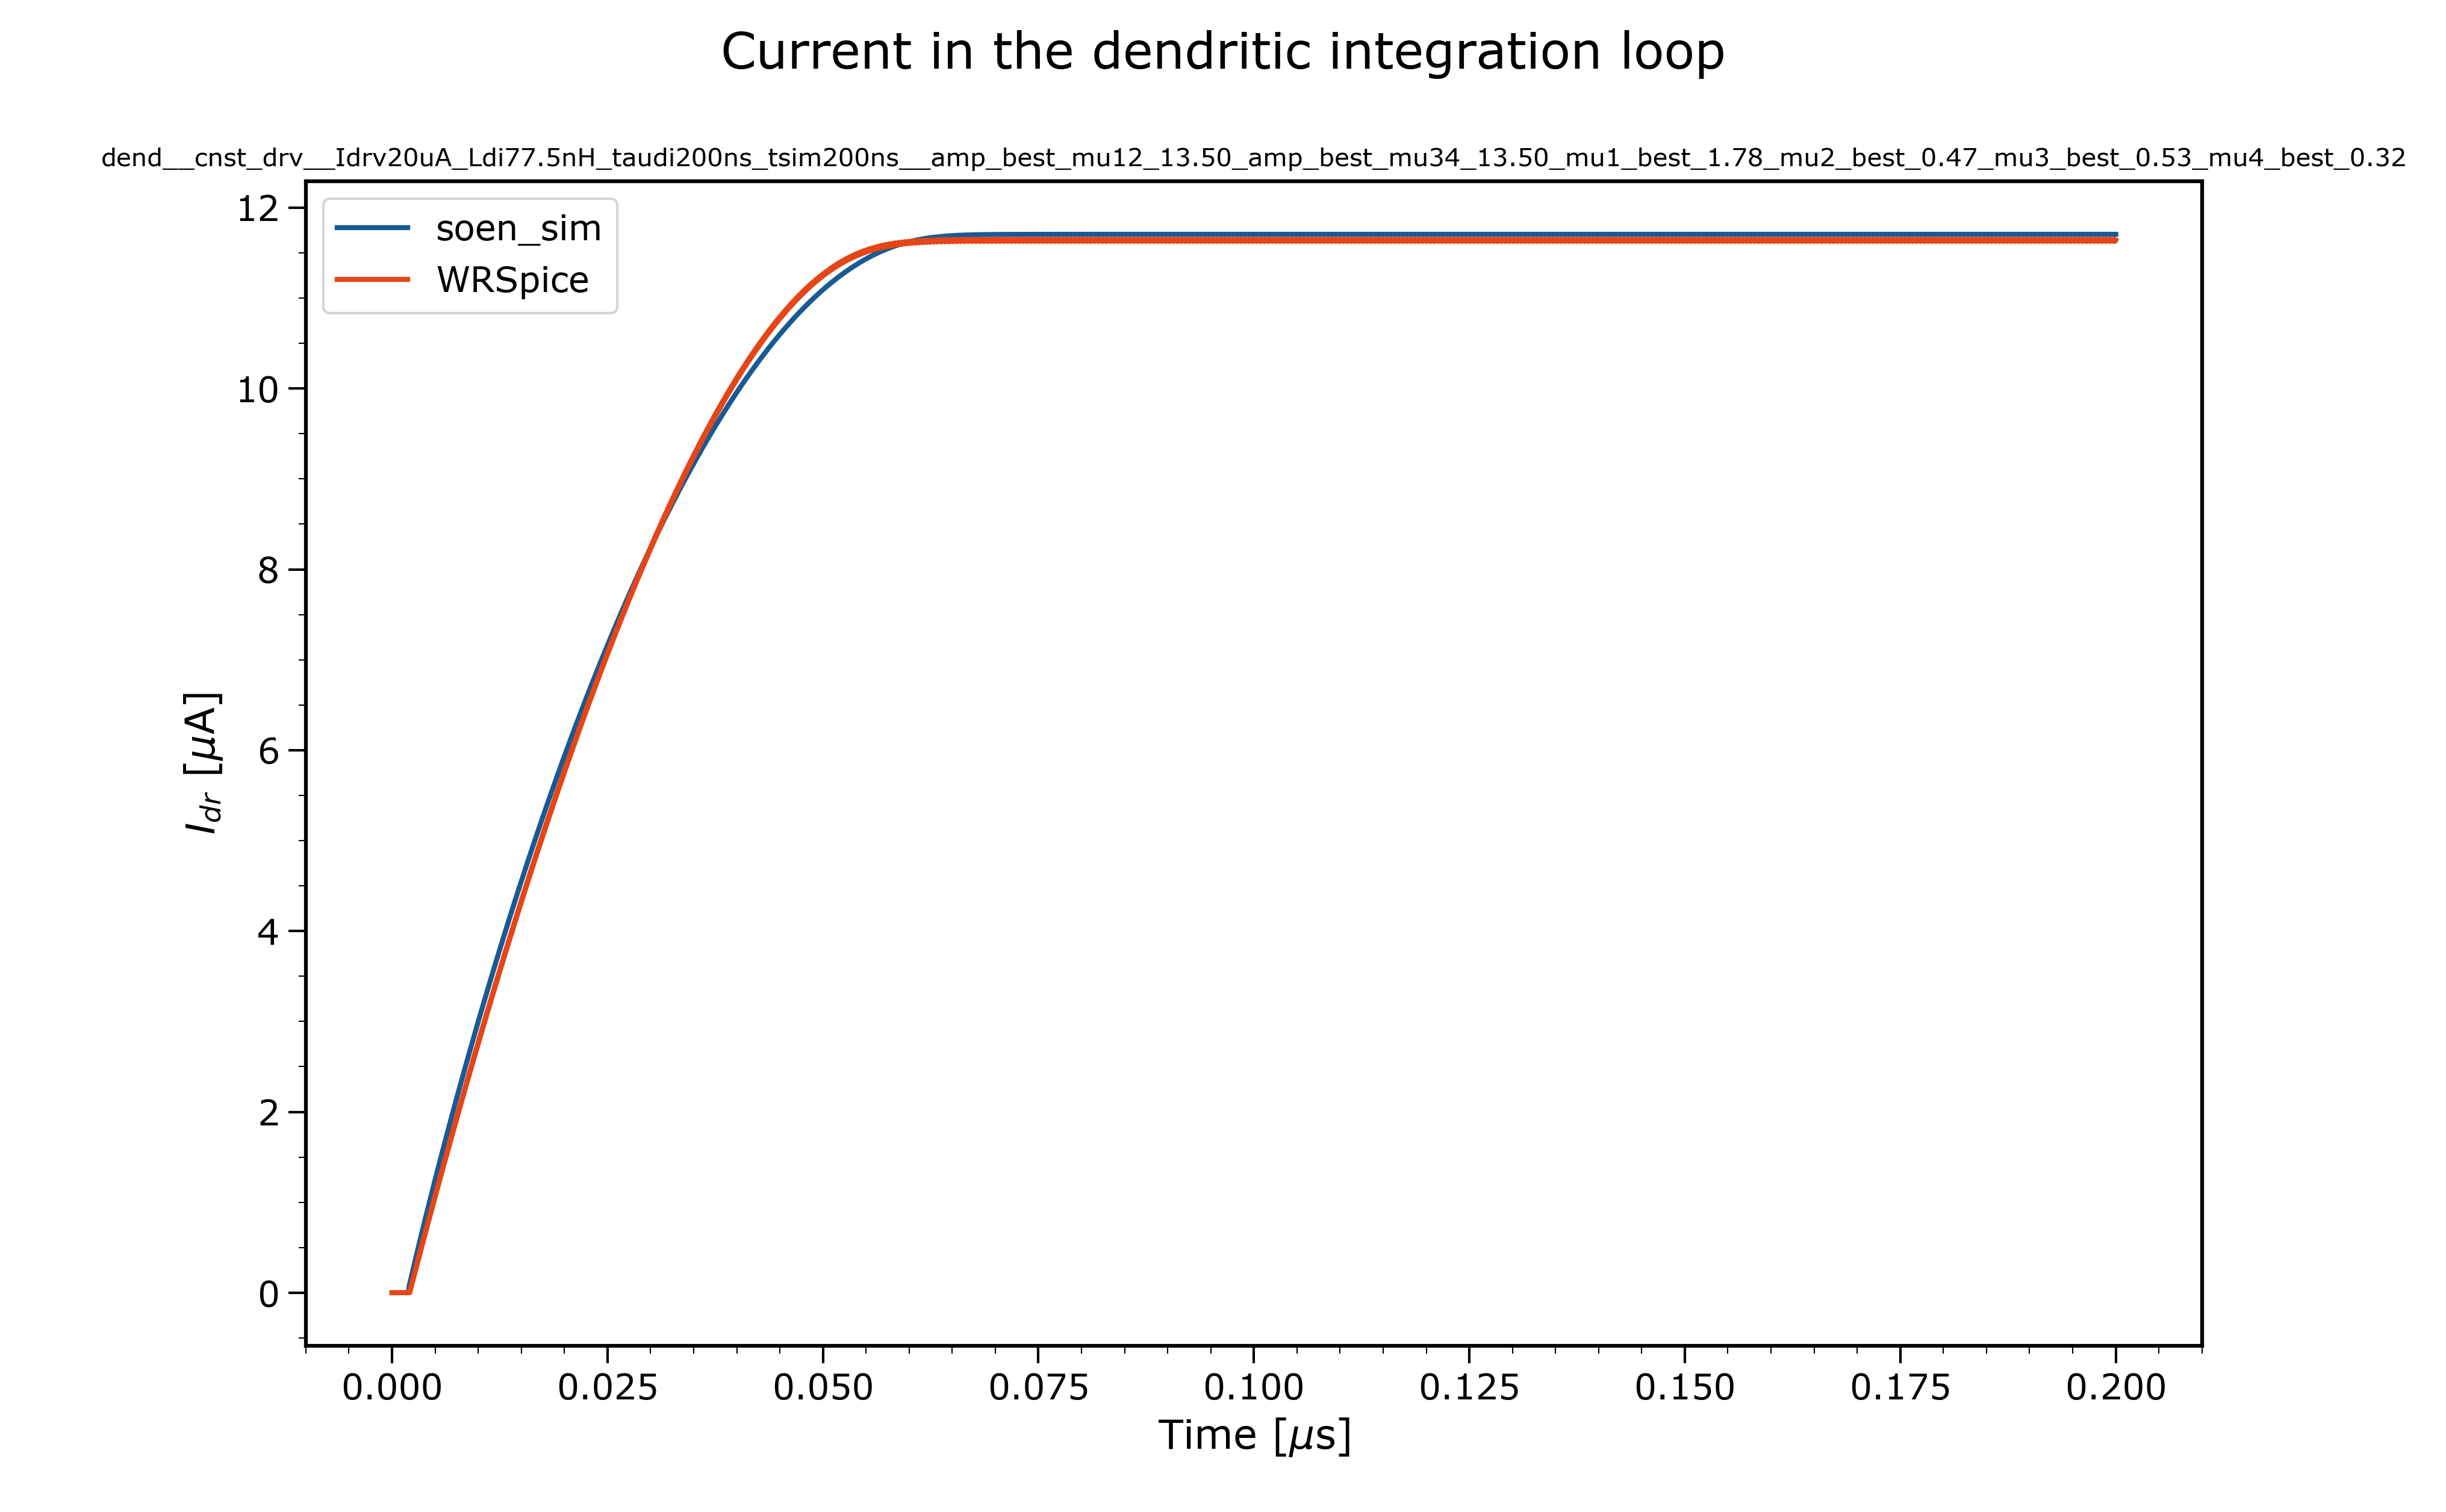 Current in the dendritic integration loop
dend__cnst_drv__Idrv20uA_Ldi77.5nH_taudi200ns_tsim200ns__amp_best_mu12_13.50_amp_best_mu34_13.50_mu1_best_1.78_mu2_best_0.47_mu3_best_0.53_mu4_best_0.32
soen_sim
WRSpice
12
10
8
6
4
2
0
I_dr [μA]
0.000 0.025 0.050 0.075 0.100 0.125 0.150 0.175 0.200
Time [μs]